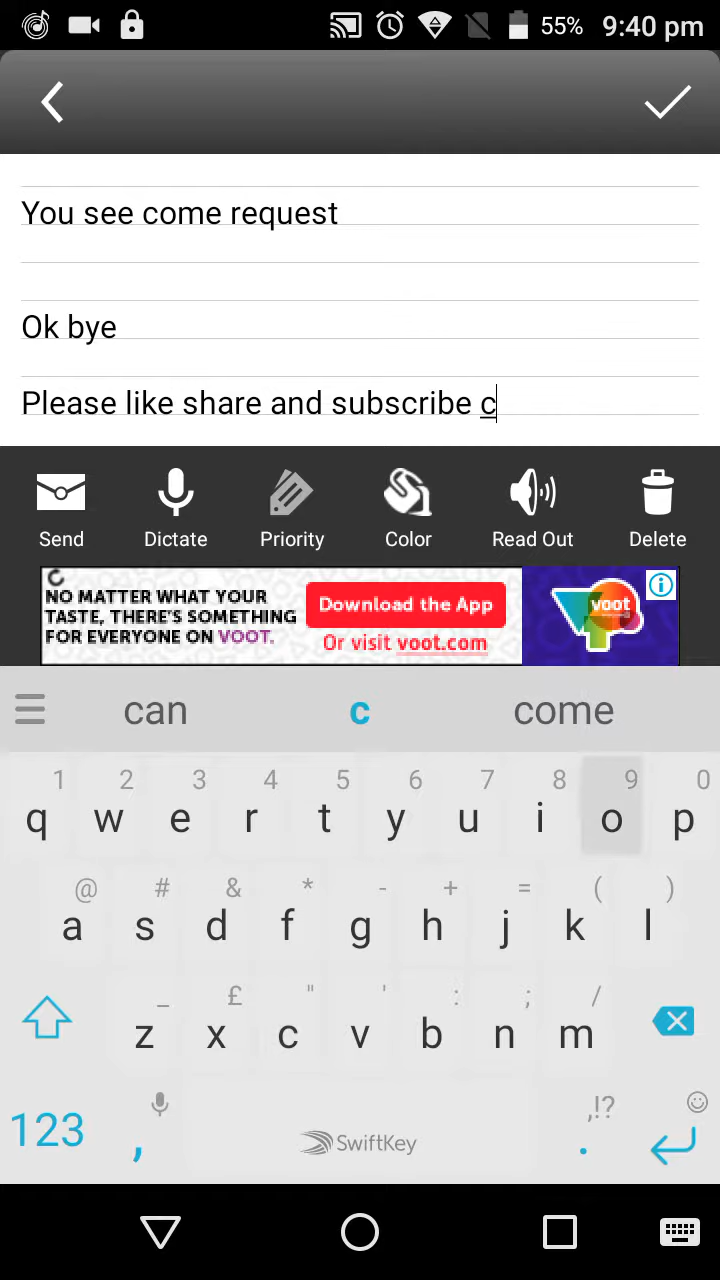 55% 9:40 pm
You see come request
Ok bye
Please like share and subscribe c
Send Dictate Priority Color Read Out Delete
NO MATTER WHAT YOUR
TASTE, THERE'S SOMETHING
FOR EVERYONE ON VOOT.
Download the App
Or visit voot.com
voot
can c come
1 2 3 4 5 6 7 8 9 0
q w e r t y u i o p
@ # & * - + = ( )
a s d f g h j k l
_ £ " ' : ; /
z x c v b n m
,!?
123 , SwiftKey .